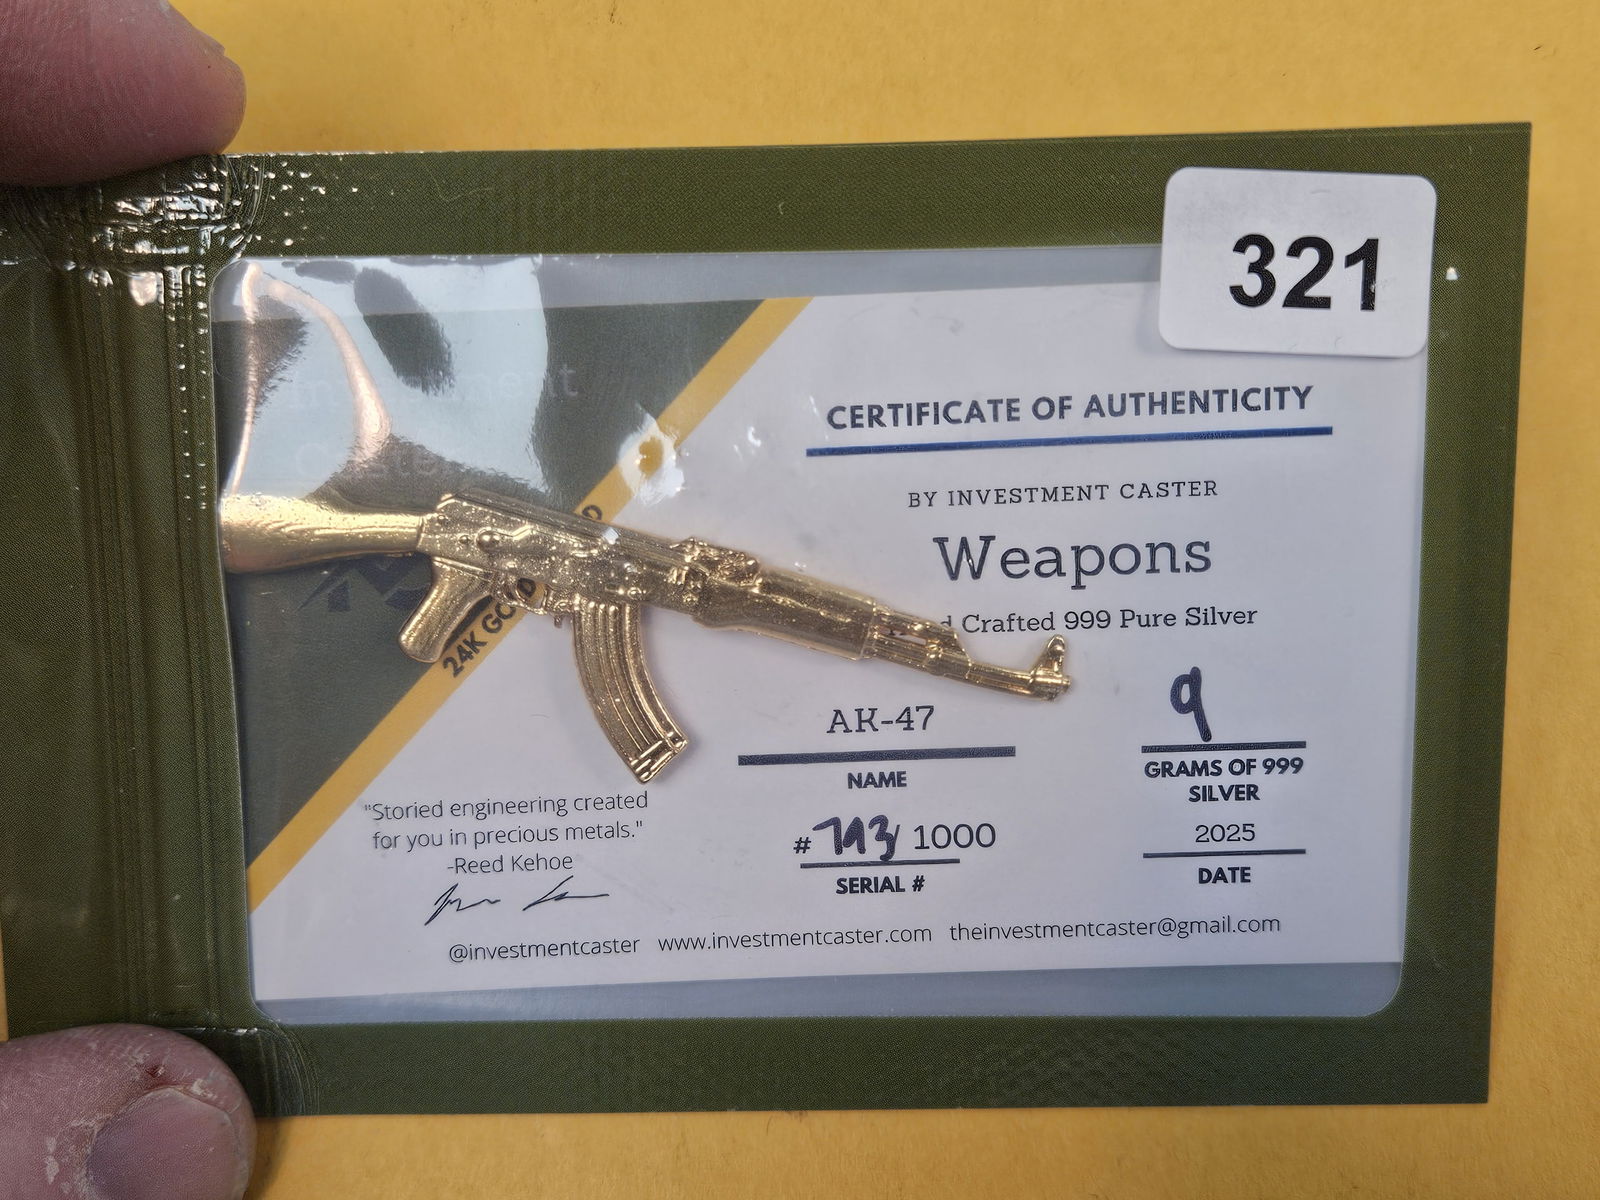 321
CERTIFICATE OF AUTHENTICITY
BY INVESTMENT CASTER
Weapons
Crafted 999 Pure Silver
24K GOLD
AK-47
NAME
9
GRAMS OF 999
SILVER
"Storied engineering created
for you in precious metals."
-Reed Kehoe
#793/ 1000
SERIAL #
2025
DATE
@investmentcaster www.investmentcaster.com theinvestmentcaster@gmail.com